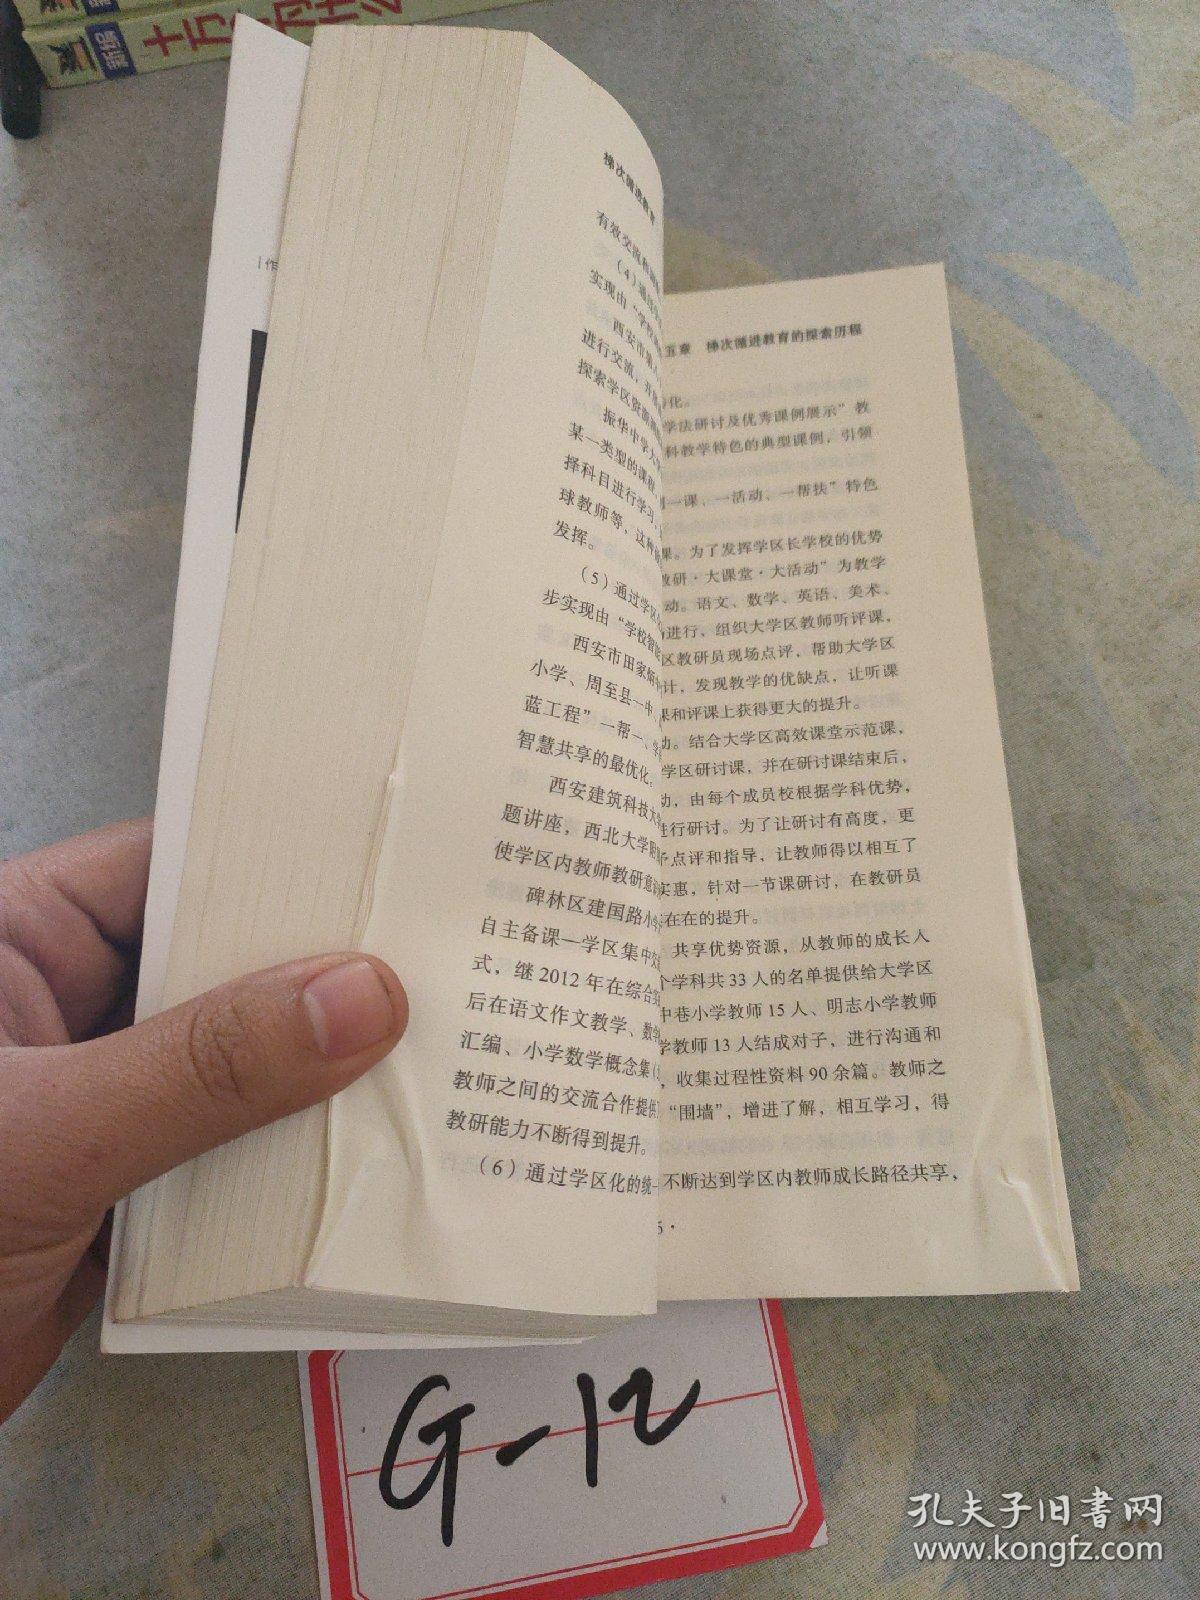 十万
梯次微进教育
有效交流
实现由“学校
西安市
进行交流，开
探索学区资源
振华中学大
某一类型的课程
择科目进行学习，
球教师等，这种
发挥。
（5）通过学区
步实现由“学校智能
西安市田家炳中
小学、周至县一中
蓝工程”一帮一、学
智慧共享的最优化。
西安建筑科技大学
题讲座，西北大学附
使学区内教师教研意
碑林区建国路小学
自主备课—学区集中
式，继2012年在综合实
后在语文作文教学、数学
汇编、小学数学概念集（
教师之间的交流合作提供
教研能力不断得到提升。
（6）通过学区化的统一
五章 梯次微进教育的探索历程
化。
学法研讨及优秀课例展示”教
科教学特色的典型课例，引领
一课、一活动、一帮扶”特色
果。为了发挥学区长学校的优势
教研·大课堂·大活动”为教学
动。语文、数学、英语、美术、
进行，组织大学区教师听评课，
区教研员现场点评，帮助大学区
计，发现教学的优缺点，让听课
课和评课上获得更大的提升。
动。结合大学区高效课堂示范课，
学区研讨课，并在研讨课结束后，
动，由每个成员校根据学科优势，
进行研讨。为了让研讨有高度，更
予点评和指导，让教师得以相互了
实惠，针对一节课研讨，在教研员
在在的提升。
共享优势资源，从教师的成长人
个学科共33人的名单提供给大学区
中巷小学教师15人、明志小学教师
学教师13人结成对子，进行沟通和
，收集过程性资料90余篇。教师之
“围墙”，增进了解，相互学习，得
不断达到学区内教师成长路径共享，
G-12
孔夫子旧书网
www.kongfz.com